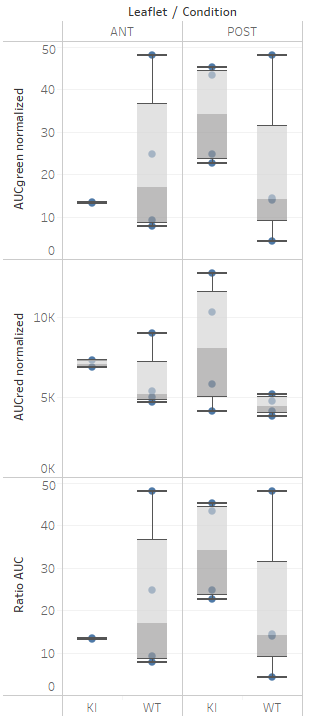 Leaflet / Condition
ANT POST
AUCgreen normalized
50
40
30
20
10
0
AUCred normalized
10K
5K
0K
Ratio AUC
50
40
30
20
10
0
KI WT KI WT